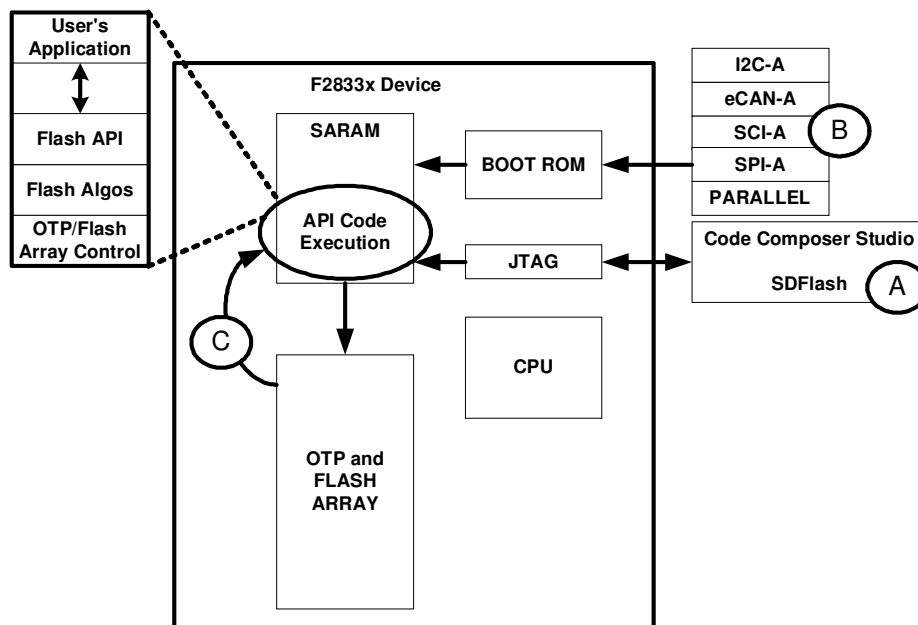 User's
Application
Flash API
Flash Algos
OTP/Flash
Array Control
F2833x Device
SARAM
API Code
Execution
C
OTP and
FLASH
ARRAY
BOOT ROM
JTAG
CPU
I2C-A
eCAN-A
SCI-A
SPI-A
PARALLEL
B
Code Composer Studio
SDFlash
A